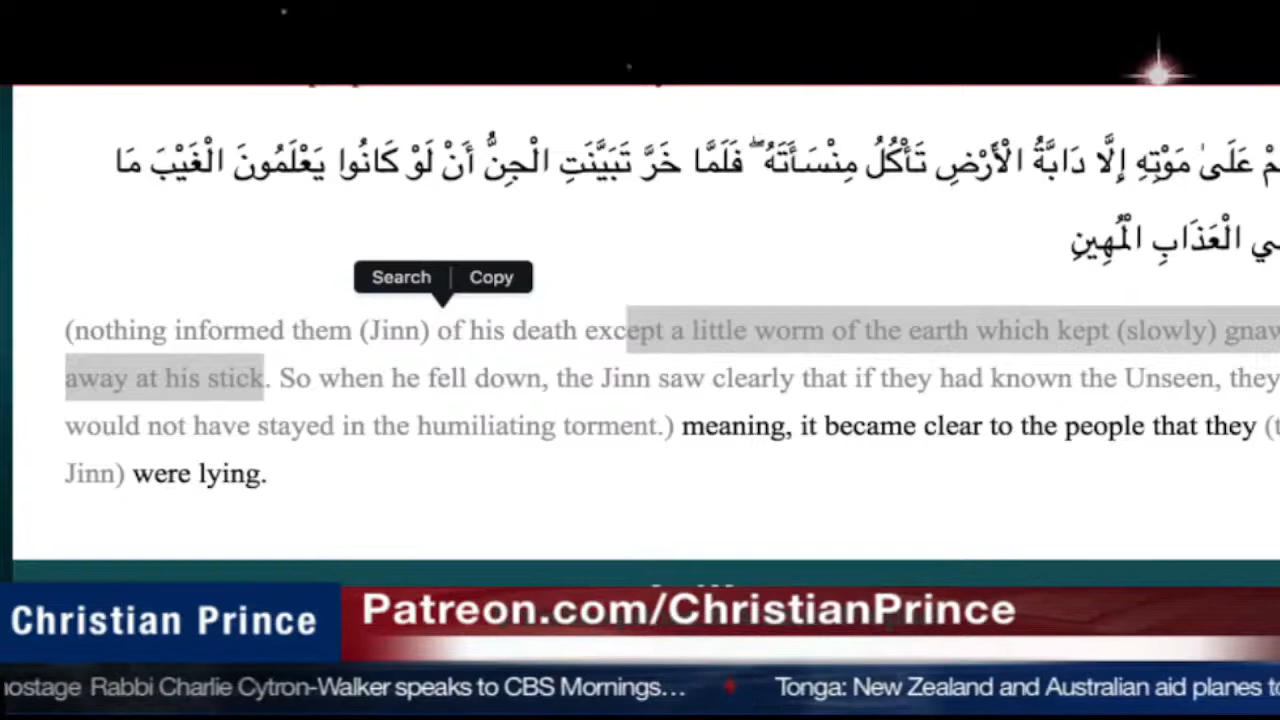 مْ عَلَىٰ مَوْتِهِ إِلَّا دَابَّةُ الْأَرْضِ تَأْكُلُ مِنْسَأَتَهُ ۖ فَلَمَّا خَرَّ تَبَيَّنَتِ الْجِنُّ أَنْ لَوْ كَانُوا يَعْلَمُونَ الْغَيْبَ مَا
ي الْعَذَابِ الْمُهِينِ
Search Copy
(nothing informed them (Jinn) of his death except a little worm of the earth which kept (slowly) gnaw
away at his stick. So when he fell down, the Jinn saw clearly that if they had known the Unseen, they
would not have stayed in the humiliating torment.) meaning, it became clear to the people that they (t
Jinn) were lying.
Christian Prince
Patreon.com/ChristianPrince
ostage Rabbi Charlie Cytron-Walker speaks to CBS Mornings... Tonga: New Zealand and Australian aid planes to